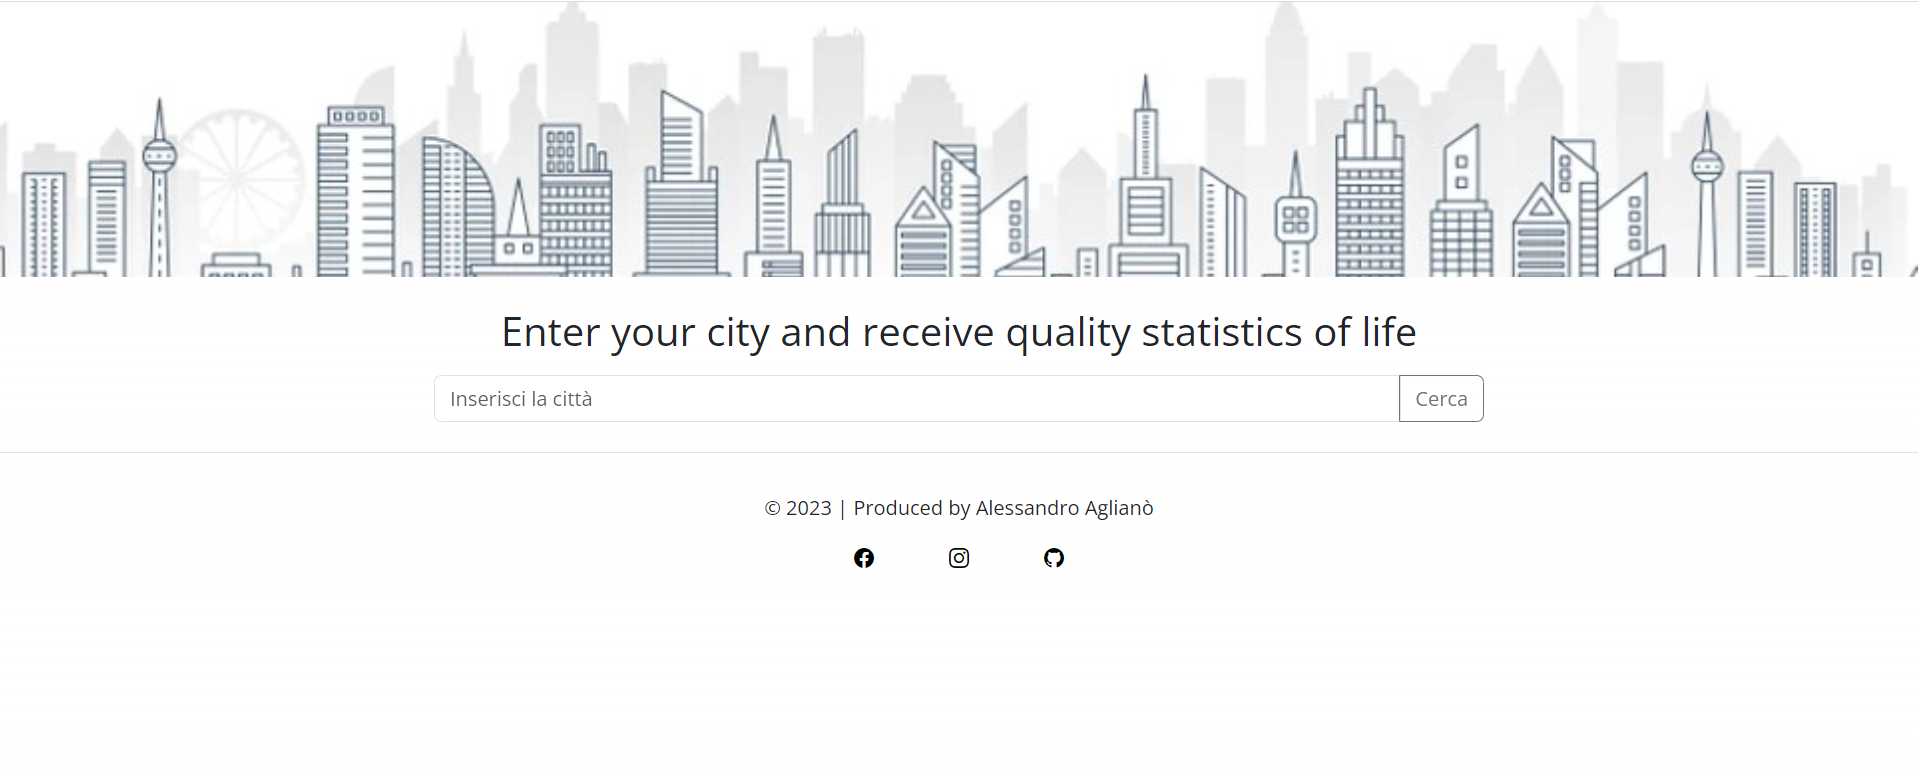 Enter your city and receive quality statistics of life
Inserisci la città
Cerca
© 2023 | Produced by Alessandro Aglianò